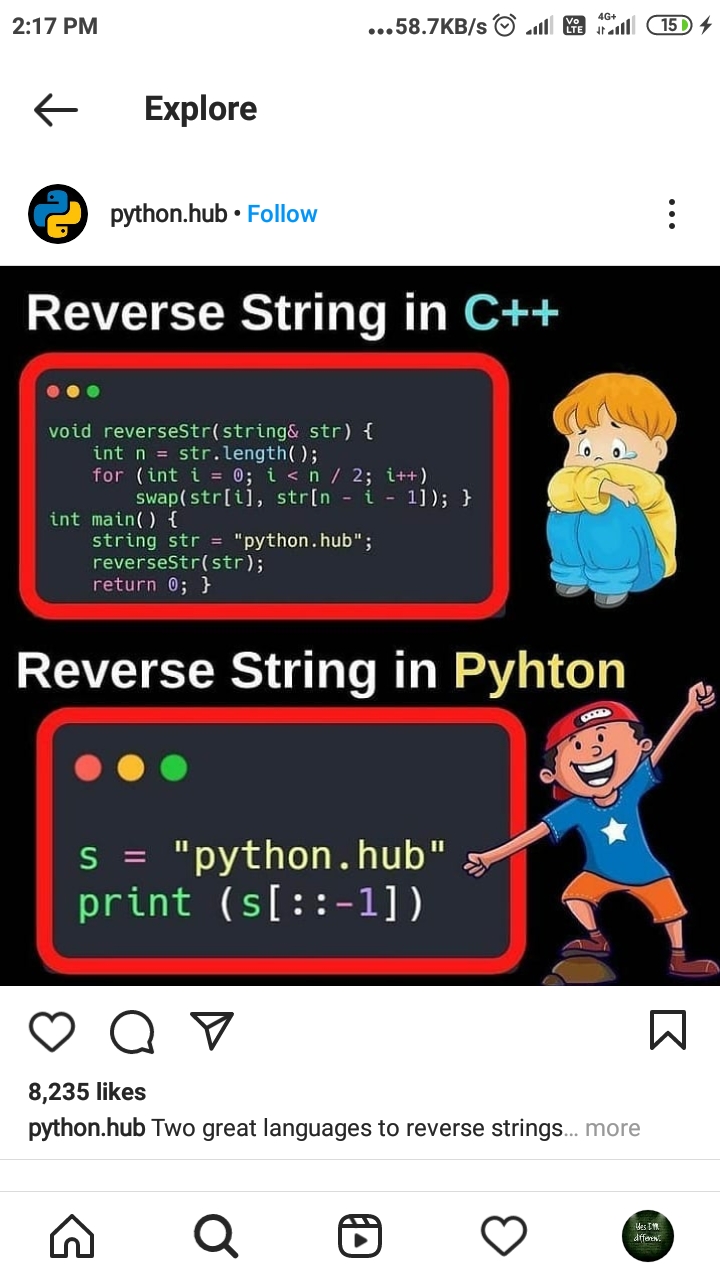 2:17 PM
...58.7KB/s
Vo
LTE
4G+
15
Explore
python.hub • Follow
Reverse String in C++
void reverseStr(string& str) {
    int n = str.length();
    for (int i = 0; i < n / 2; i++)
        swap(str[i], str[n - i - 1]); }
int main() {
    string str = "python.hub";
    reverseStr(str);
    return 0; }
Reverse String in Pyhton
s = "python.hub"
print (s[::-1])
8,235 likes
python.hub Two great languages to reverse strings... more
Yes I'M
different.